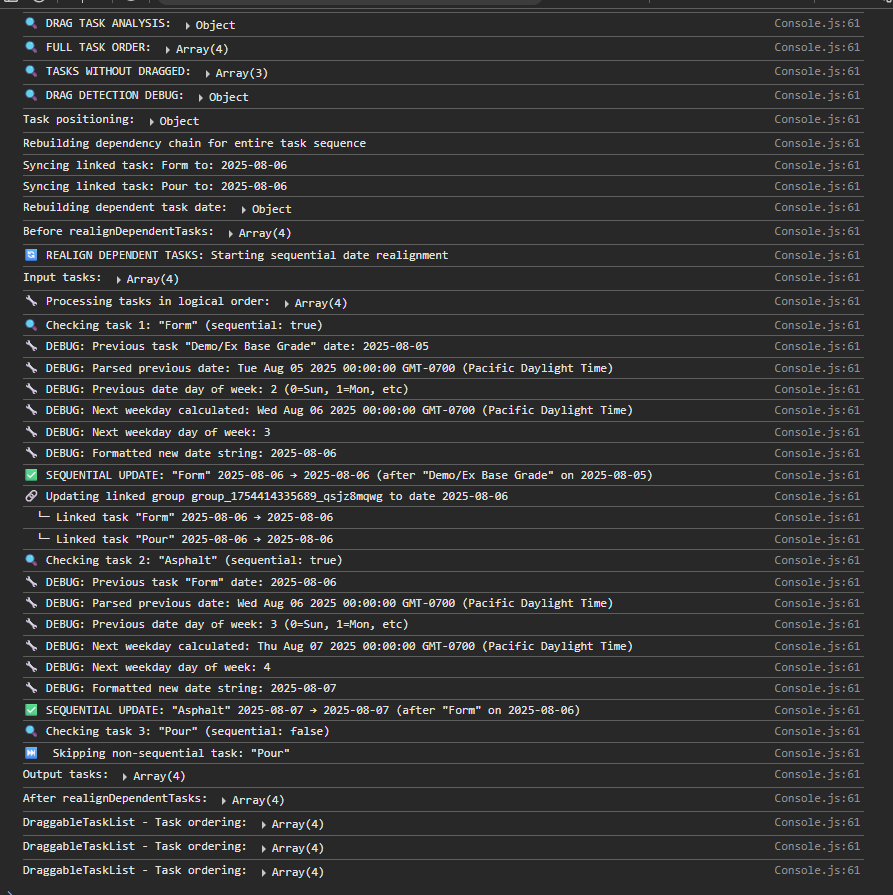 🔍 DRAG TASK ANALYSIS: ▶ Object Console.js:61
🔍 FULL TASK ORDER: ▶ Array(4) Console.js:61
🔍 TASKS WITHOUT DRAGGED: ▶ Array(3) Console.js:61
🔍 DRAG DETECTION DEBUG: ▶ Object Console.js:61
Task positioning: ▶ Object Console.js:61
Rebuilding dependency chain for entire task sequence Console.js:61
Syncing linked task: Form to: 2025-08-06 Console.js:61
Syncing linked task: Pour to: 2025-08-06 Console.js:61
Rebuilding dependent task date: ▶ Object Console.js:61
Before realignDependentTasks: ▶ Array(4) Console.js:61
🔄 REALIGN DEPENDENT TASKS: Starting sequential date realignment Console.js:61
Input tasks: ▶ Array(4) Console.js:61
🔧 Processing tasks in logical order: ▶ Array(4) Console.js:61
🔍 Checking task 1: "Form" (sequential: true) Console.js:61
🔧 DEBUG: Previous task "Demo/Ex Base Grade" date: 2025-08-05 Console.js:61
🔧 DEBUG: Parsed previous date: Tue Aug 05 2025 00:00:00 GMT-0700 (Pacific Daylight Time) Console.js:61
🔧 DEBUG: Previous date day of week: 2 (0=Sun, 1=Mon, etc) Console.js:61
🔧 DEBUG: Next weekday calculated: Wed Aug 06 2025 00:00:00 GMT-0700 (Pacific Daylight Time) Console.js:61
🔧 DEBUG: Next weekday day of week: 3 Console.js:61
🔧 DEBUG: Formatted new date string: 2025-08-06 Console.js:61
✅ SEQUENTIAL UPDATE: "Form" 2025-08-06 → 2025-08-06 (after "Demo/Ex Base Grade" on 2025-08-05) Console.js:61
🔗 Updating linked group group_1754414335689_qsjz8mqwg to date 2025-08-06 Console.js:61
└─ Linked task "Form" 2025-08-06 → 2025-08-06 Console.js:61
└─ Linked task "Pour" 2025-08-06 → 2025-08-06 Console.js:61
🔍 Checking task 2: "Asphalt" (sequential: true) Console.js:61
🔧 DEBUG: Previous task "Form" date: 2025-08-06 Console.js:61
🔧 DEBUG: Parsed previous date: Wed Aug 06 2025 00:00:00 GMT-0700 (Pacific Daylight Time) Console.js:61
🔧 DEBUG: Previous date day of week: 3 (0=Sun, 1=Mon, etc) Console.js:61
🔧 DEBUG: Next weekday calculated: Thu Aug 07 2025 00:00:00 GMT-0700 (Pacific Daylight Time) Console.js:61
🔧 DEBUG: Next weekday day of week: 4 Console.js:61
🔧 DEBUG: Formatted new date string: 2025-08-07 Console.js:61
✅ SEQUENTIAL UPDATE: "Asphalt" 2025-08-07 → 2025-08-07 (after "Form" on 2025-08-06) Console.js:61
🔍 Checking task 3: "Pour" (sequential: false) Console.js:61
⏭️ Skipping non-sequential task: "Pour" Console.js:61
Output tasks: ▶ Array(4) Console.js:61
After realignDependentTasks: ▶ Array(4) Console.js:61
DraggableTaskList - Task ordering: ▶ Array(4) Console.js:61
DraggableTaskList - Task ordering: ▶ Array(4) Console.js:61
DraggableTaskList - Task ordering: ▶ Array(4) Console.js:61